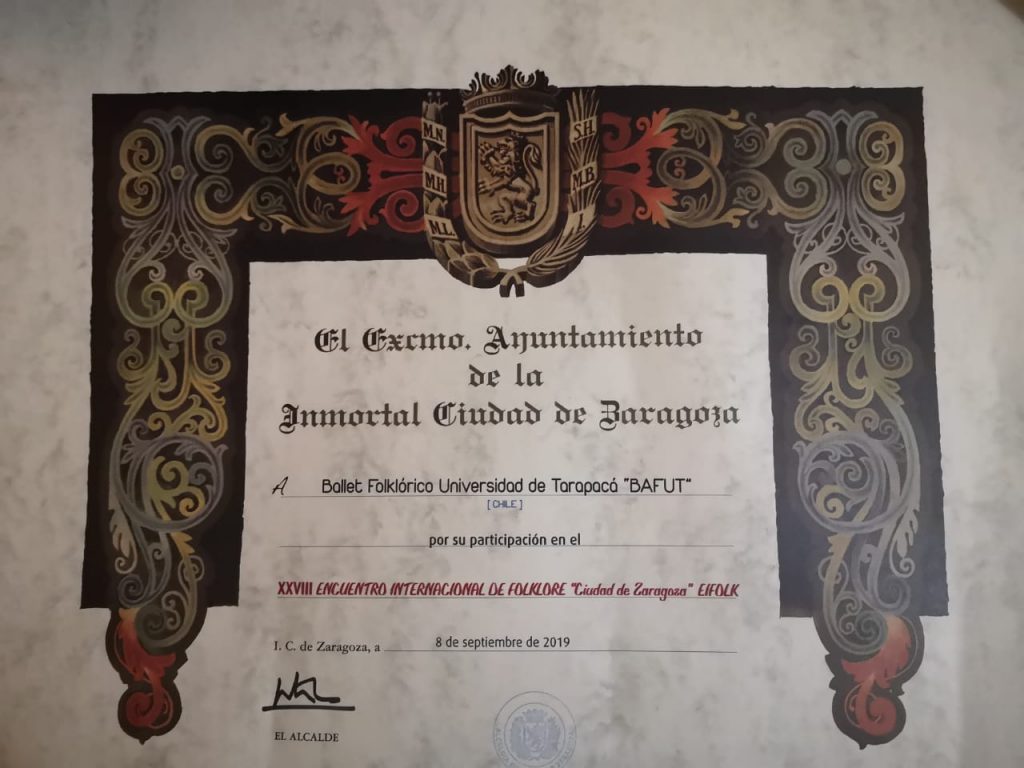 M.N.
M.H.
N.L.
S.H.
M.B.
I.
El Excmo. Ayuntamiento
de la
Inmortal Ciudad de Zaragoza
A Ballet Folklórico Universidad de Tarapacá "BAFUT"
[ CHILE ]
por su participación en el
XXVIII ENCUENTRO INTERNACIONAL DE FOLKLORE "Ciudad de Zaragoza" EIFOLK
I. C. de Zaragoza, a 8 de septiembre de 2019
EL ALCALDE